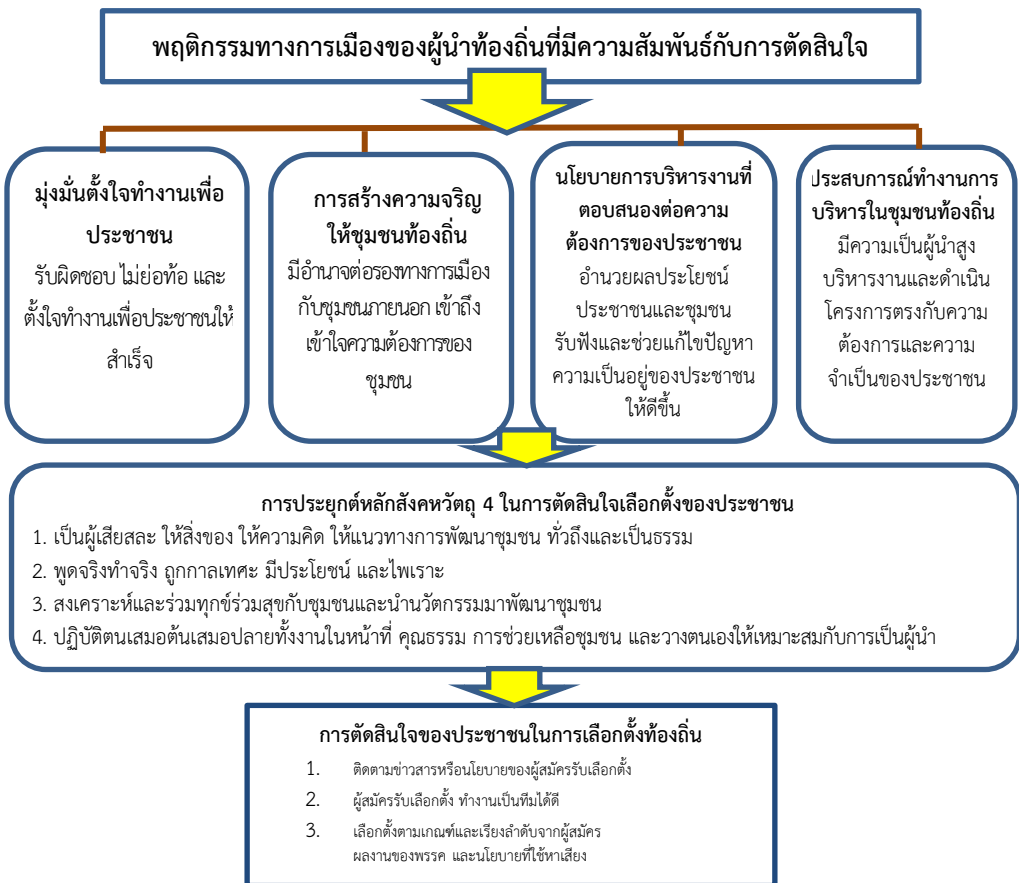 พฤติกรรมทางการเมืองของผู้นำท้องถิ่นที่มีความสัมพันธ์กับการตัดสินใจ
มุ่งมั่นตั้งใจทำงานเพื่อ
ประชาชน
รับผิดชอบ ไม่ย่อท้อ และ
ตั้งใจทำงานเพื่อประชาชนให้
สำเร็จ
การสร้างความจริญ
ให้ชุมชนท้องถิ่น
มีอำนาจต่อรองทางการเมือง
กับชุมชนภายนอก เข้าถึง
เข้าใจความต้องการของ
ชุมชน
นโยบายการบริหารงานที่
ตอบสนองต่อความ
ต้องการของประชาชน
อำนวยผลประโยชน์
ประชาชนและชุมชน
รับฟังและช่วยแก้ไขปัญหา
ความเป็นอยู่ของประชาชน
ให้ดีขึ้น
ประสบการณ์ทำงานการ
บริหารในชุมชนท้องถิ่น
มีความเป็นผู้นำสูง
บริหารงานและดำเนิน
โครงการตรงกับความ
ต้องการและความ
จำเป็นของประชาชน
การประยุกต์หลักสังคหวัตถุ 4 ในการตัดสินใจเลือกตั้งของประชาชน
1. เป็นผู้เสียสละ ให้สิ่งของ ให้ความคิด ให้แนวทางการพัฒนาชุมชน ทั่วถึงและเป็นธรรม
2. พูดจริงทำจริง ถูกกาลเทศะ มีประโยชน์ และไพเราะ
3. สงเคราะห์และร่วมทุกข์ร่วมสุขกับชุมชนและนำนวัตกรรมมาพัฒนาชุมชน
4. ปฏิบัติตนเสมอต้นเสมอปลายทั้งงานในหน้าที่ คุณธรรม การช่วยเหลือชุมชน และวางตนเองให้เหมาะสมกับการเป็นผู้นำ
การตัดสินใจของประชาชนในการเลือกตั้งท้องถิ่น
1. ติดตามข่าวสารหรือนโยบายของผู้สมัครรับเลือกตั้ง
2. ผู้สมัครรับเลือกตั้ง ทำงานเป็นทีมได้ดี
3. เลือกตั้งตามเกณฑ์และเรียงลำดับจากผู้สมัคร
ผลงานของพรรค และนโยบายที่ใช้หาเสียง